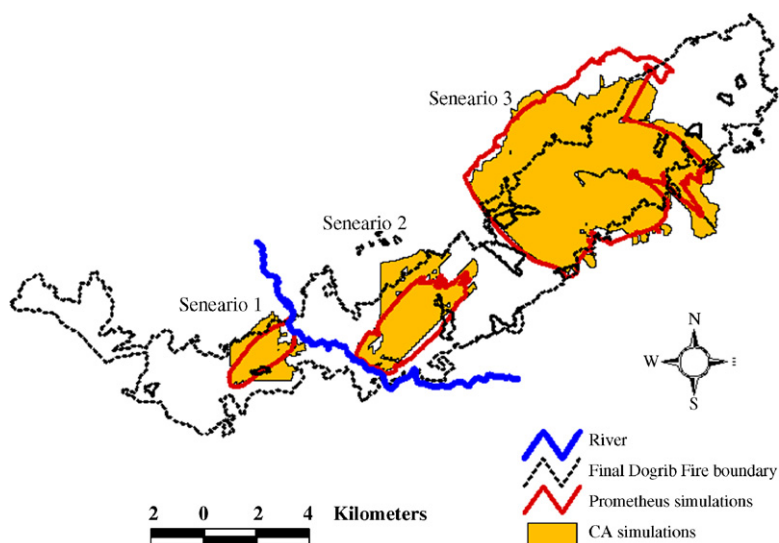 Seneario 3
Seneario 2
Seneario 1
N
W
S
River
Final Dogrib Fire boundary
Prometheus simulations
CA simulations
2 0 2 4 Kilometers